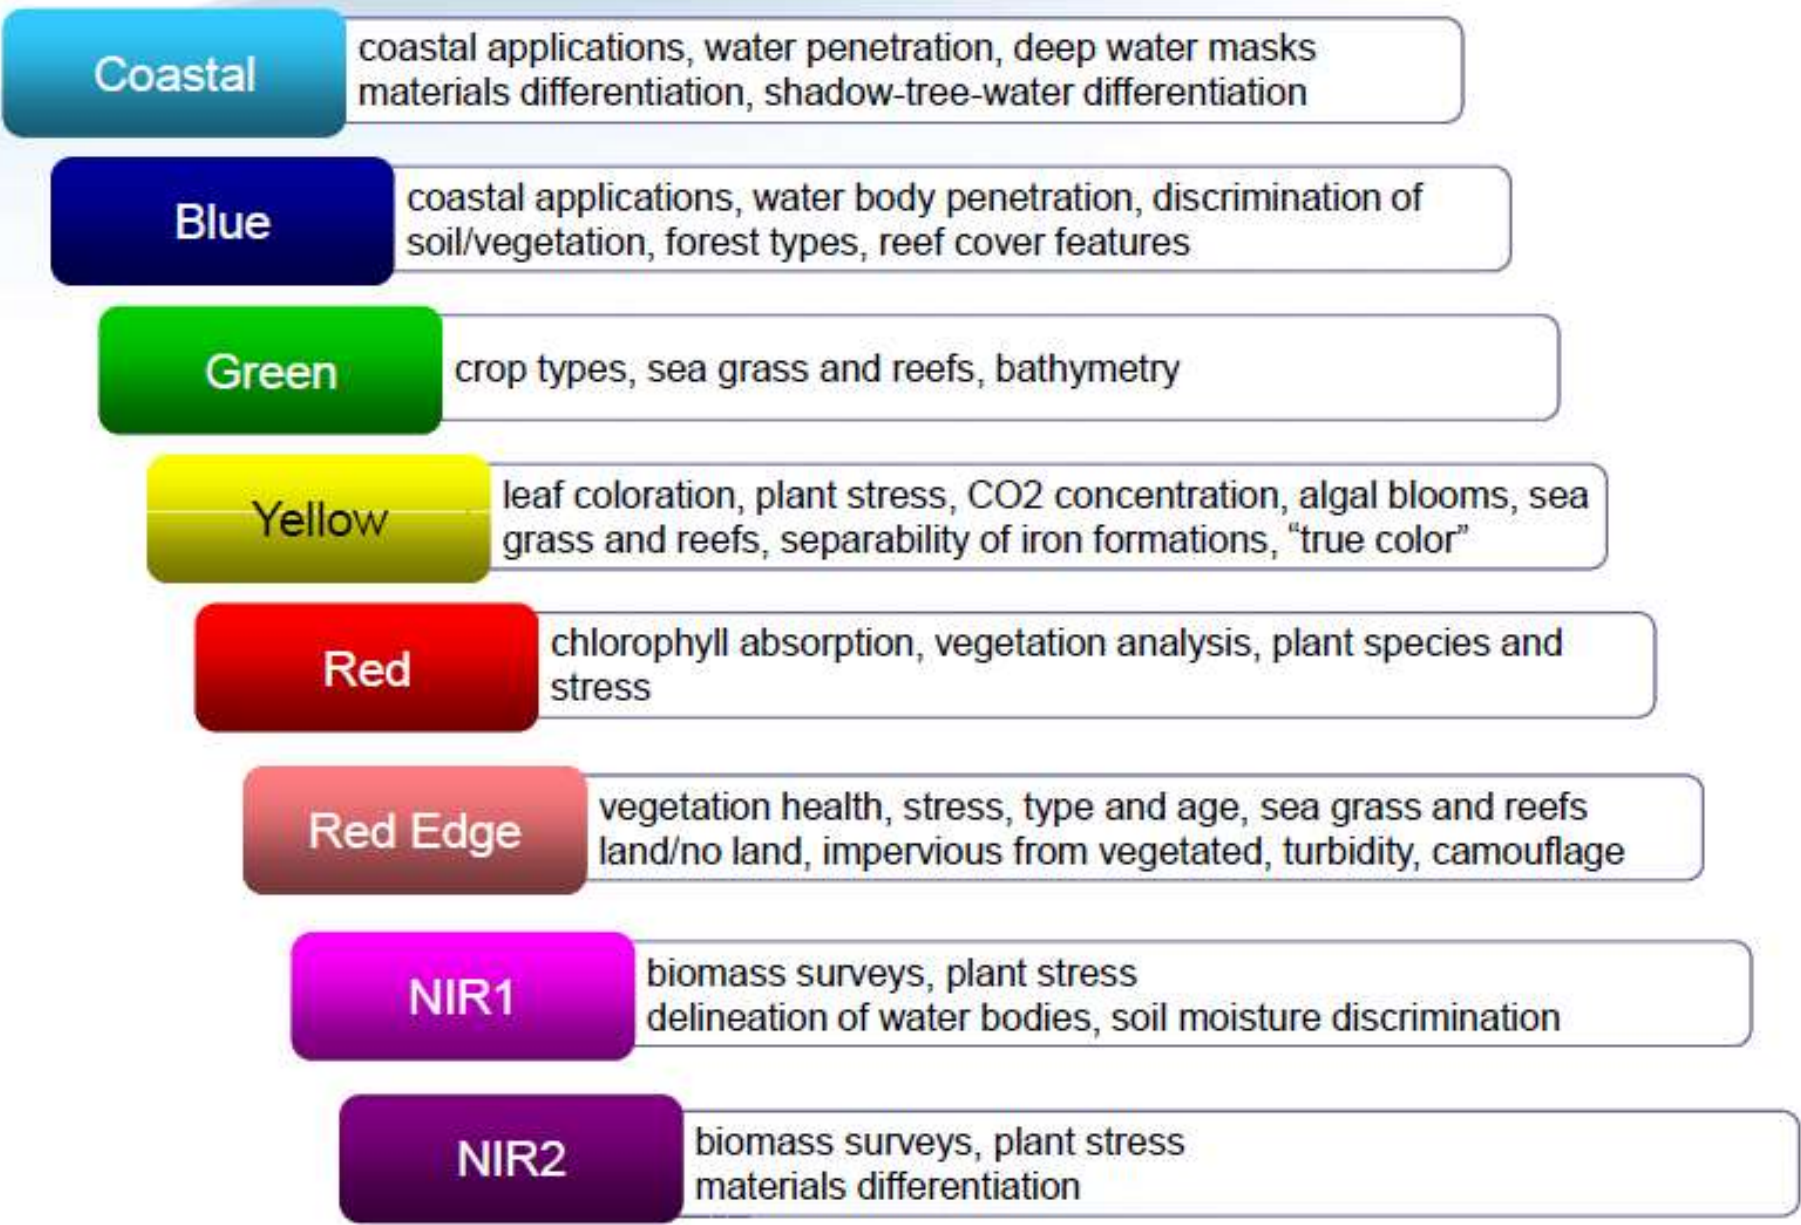 Coastal
coastal applications, water penetration, deep water masks
materials differentiation, shadow-tree-water differentiation
Blue
coastal applications, water body penetration, discrimination of
soil/vegetation, forest types, reef cover features
Green
crop types, sea grass and reefs, bathymetry
Yellow
leaf coloration, plant stress, CO2 concentration, algal blooms, sea
grass and reefs, separability of iron formations, “true color”
Red
chlorophyll absorption, vegetation analysis, plant species and
stress
Red Edge
vegetation health, stress, type and age, sea grass and reefs
land/no land, impervious from vegetated, turbidity, camouflage
NIR1
biomass surveys, plant stress
delineation of water bodies, soil moisture discrimination
NIR2
biomass surveys, plant stress
materials differentiation